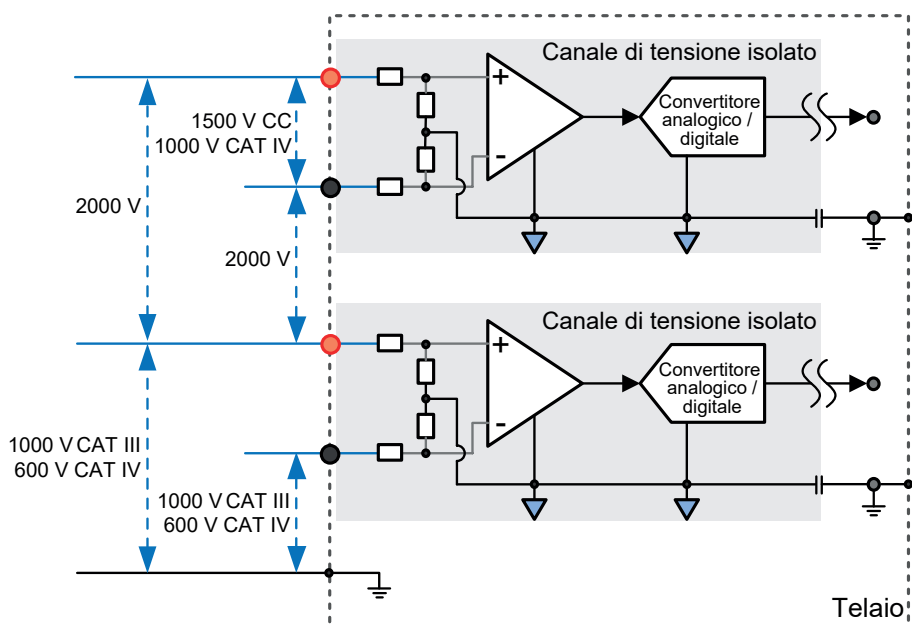 Canale di tensione isolato
+
-
Convertitore
analogico /
digitale
1500 V CC
1000 V CAT IV
2000 V
2000 V
Canale di tensione isolato
+
-
Convertitore
analogico /
digitale
1000 V CAT III
600 V CAT IV
1000 V CAT III
600 V CAT IV
Telaio